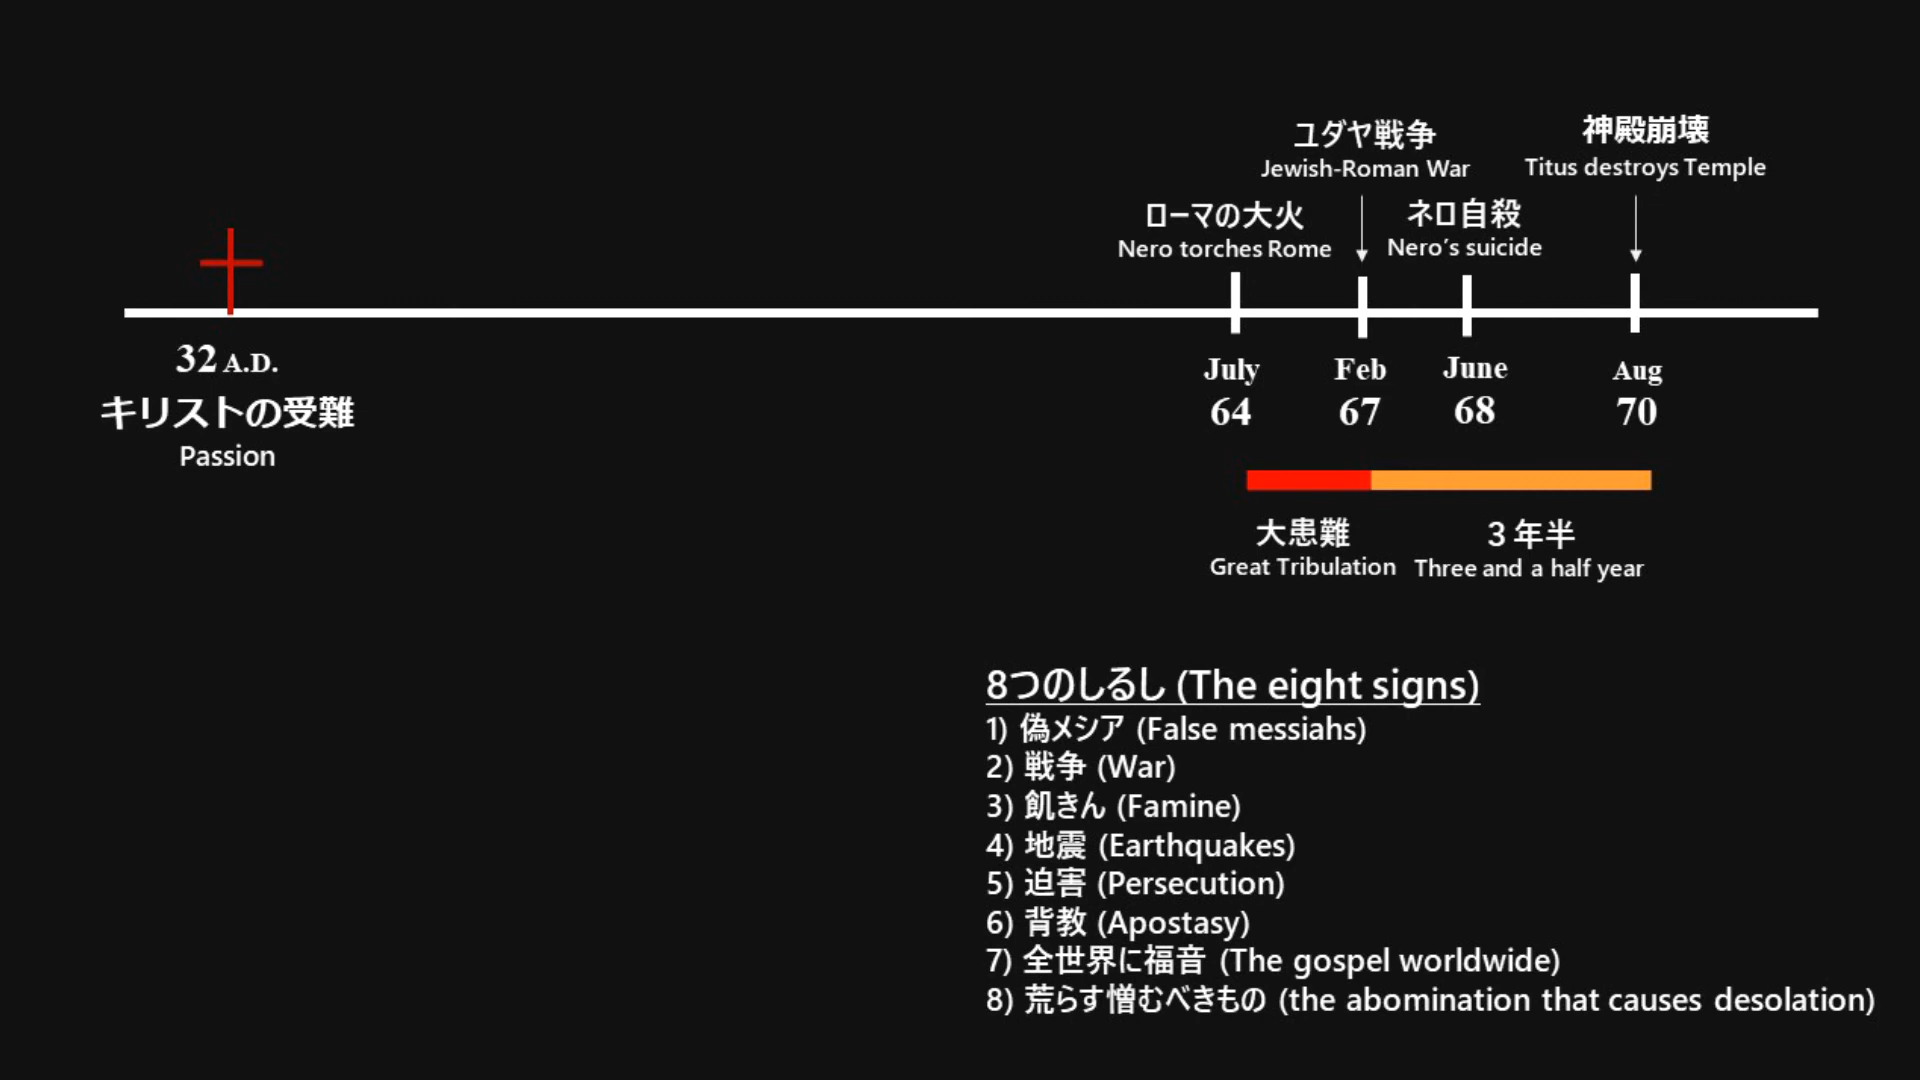 ユダヤ戦争
Jewish-Roman War
神殿崩壊
Titus destroys Temple
ローマの大火
Nero torches Rome
ネロ自殺
Nero's suicide
32 A.D.
キリストの受難
Passion
July
64
Feb
67
June
68
Aug
70
大患難
Great Tribulation
3年半
Three and a half year
8つのしるし (The eight signs)
1) 偽メシア (False messiahs)
2) 戦争 (War)
3) 飢きん (Famine)
4) 地震 (Earthquakes)
5) 迫害 (Persecution)
6) 背教 (Apostasy)
7) 全世界に福音 (The gospel worldwide)
8) 荒らす憎むべきもの (the abomination that causes desolation)